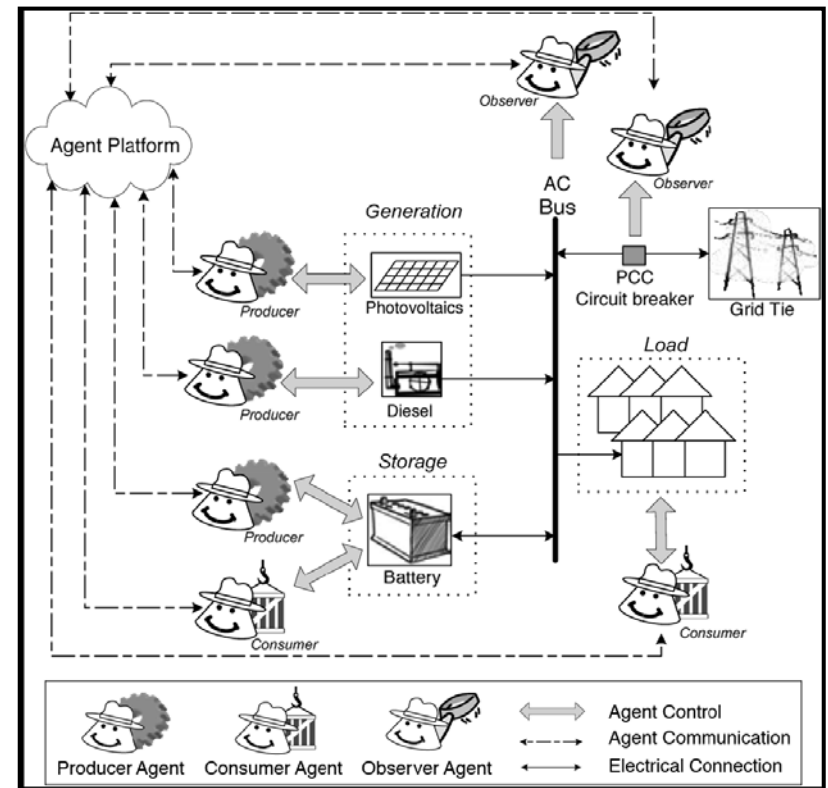 Observer
Agent Platform
Observer
AC
Bus
Generation
PCC
Circuit breaker
Grid Tie
Producer
Photovoltaics
Load
Producer
Diesel
Storage
Producer
Battery
Consumer
Consumer
Agent Control
Agent Communication
Electrical Connection
Producer Agent
Consumer Agent
Observer Agent